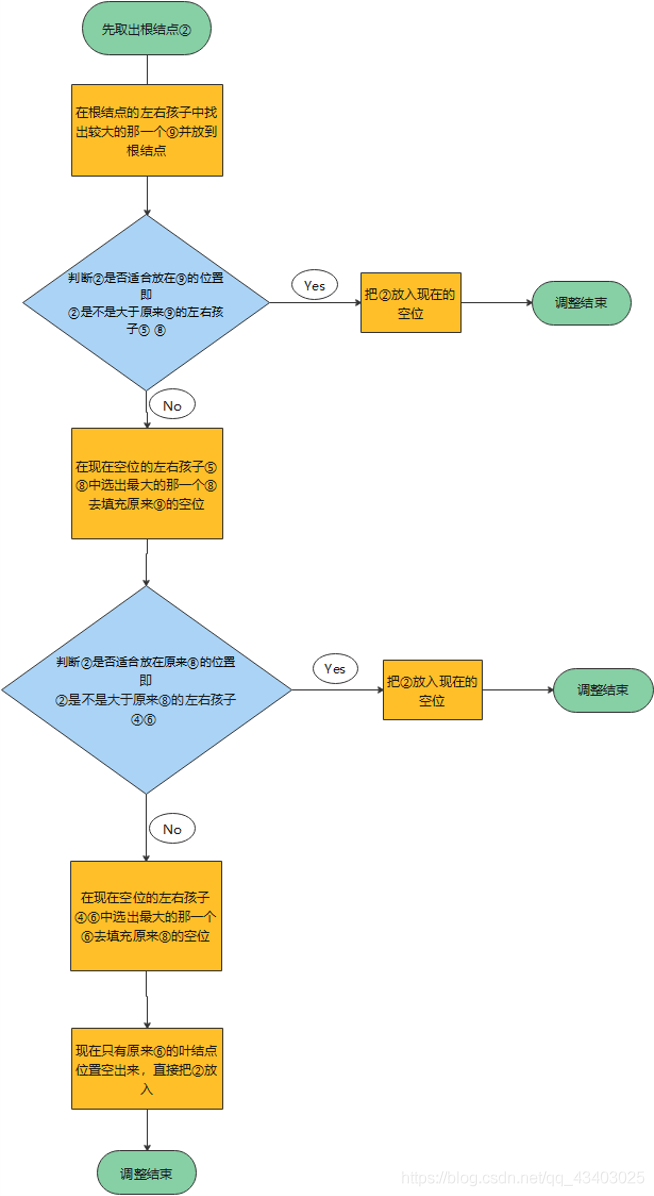 先取出根结点②
在根结点的左右孩子中找
出较大的那一个⑨并放到
根结点
判断②是否适合放在⑨的位置
即
②是不是大于原来⑨的左右孩
子⑤ ⑧
Yes
把②放入现在的
空位
调整结束
No
在现在空位的左右孩子⑤
⑧中选出最大的那一个⑧
去填充原来⑨的空位
判断②是否适合放在原来⑧的位置
即
②是不是大于原来⑧的左右孩子
④⑥
Yes
把②放入现在的
空位
调整结束
No
在现在空位的左右孩子
④⑥中选出最大的那一个
⑥去填充原来⑧的空位
现在只有原来⑥的叶结点
位置空出来，直接把②放
入
调整结束
https://blog.csdn.net/qq_43403025